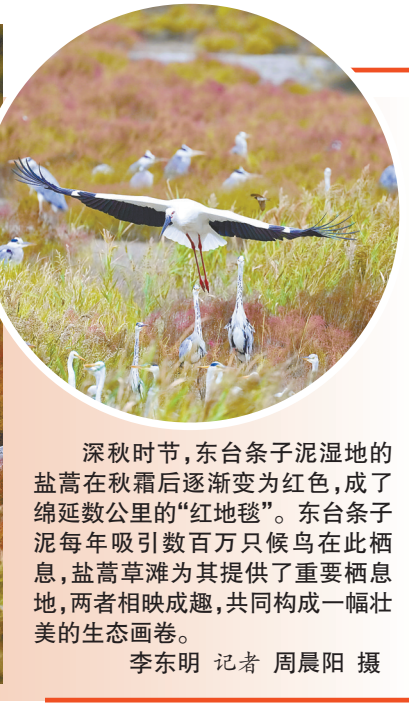 深秋时节，东台条子泥湿地的
盐蒿在秋霜后逐渐变为红色，成了
绵延数公里的“红地毯”。东台条子
泥每年吸引数百万只候鸟在此栖
息，盐蒿草滩为其提供了重要栖息
地，两者相映成趣，共同构成一幅壮
美的生态画卷。
李东明 记者 周晨阳 摄